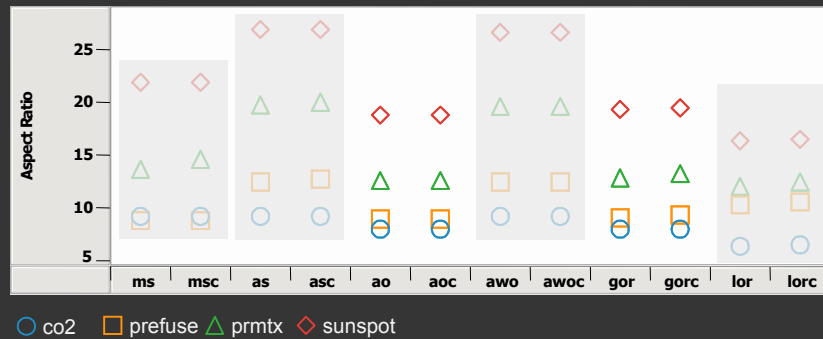 Aspect Ratio
25
20
15
10
5
ms msc as asc ao aoc awo awoc gor gorc lor lorc
co2 prefuse prmtx sunspot